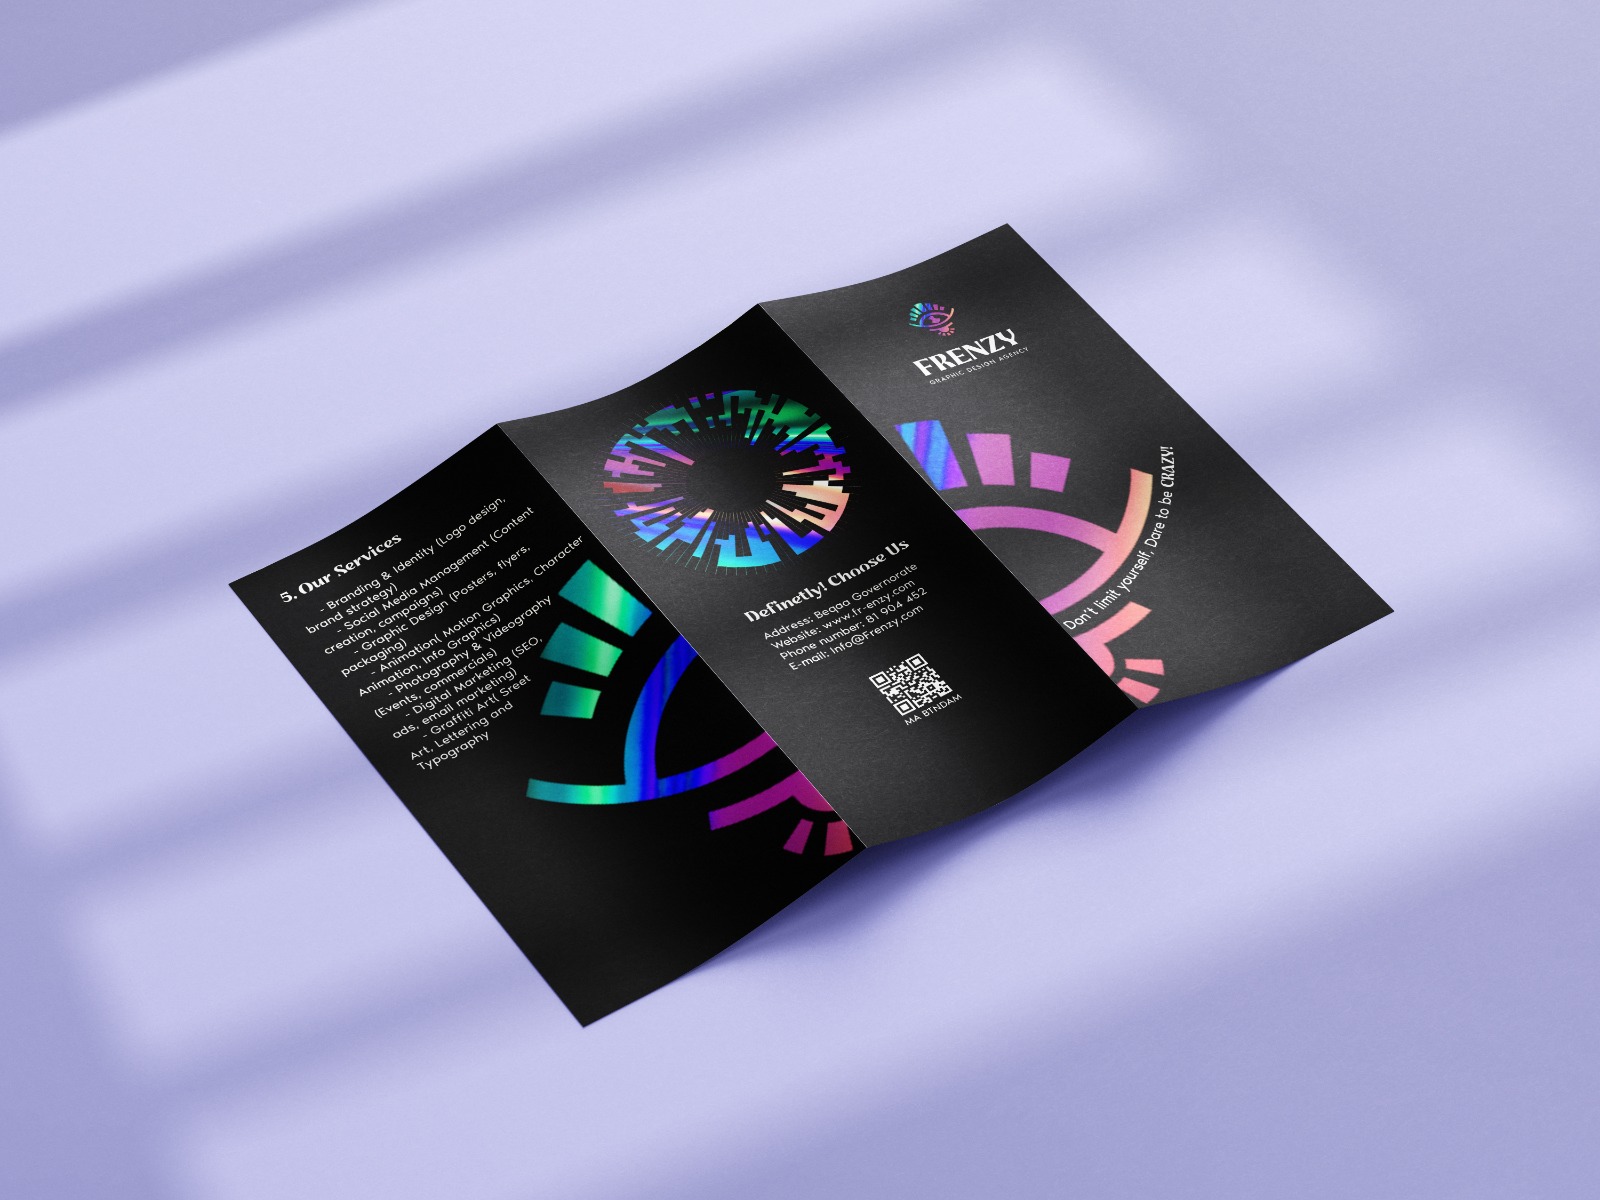 5. Our Services
- Branding & Identity (Logo design,
brand strategy)
- Social Media Management (Content
creation, campaigns)
- Graphic Design (Posters, flyers,
packaging)
- Animation( Motion Graphics, Character
Animation, Info Graphics)
- Photography & Videography
(Events, commercials)
- Digital Marketing (SEO,
ads, email marketing)
- Graffiti Art( Sreet
Art, Lettering and
Typography
Definetly! Choose Us
Address: Beqaa Governorate
Website: www.fr-enzy.com
Phone number: 81 904 452
E-mail: Info@Frenzy.com
MA BTNDAM
FRENZY
GRAPHIC DESIGN AGENCY
Don't limit yourself, Dare to be CRAZY!